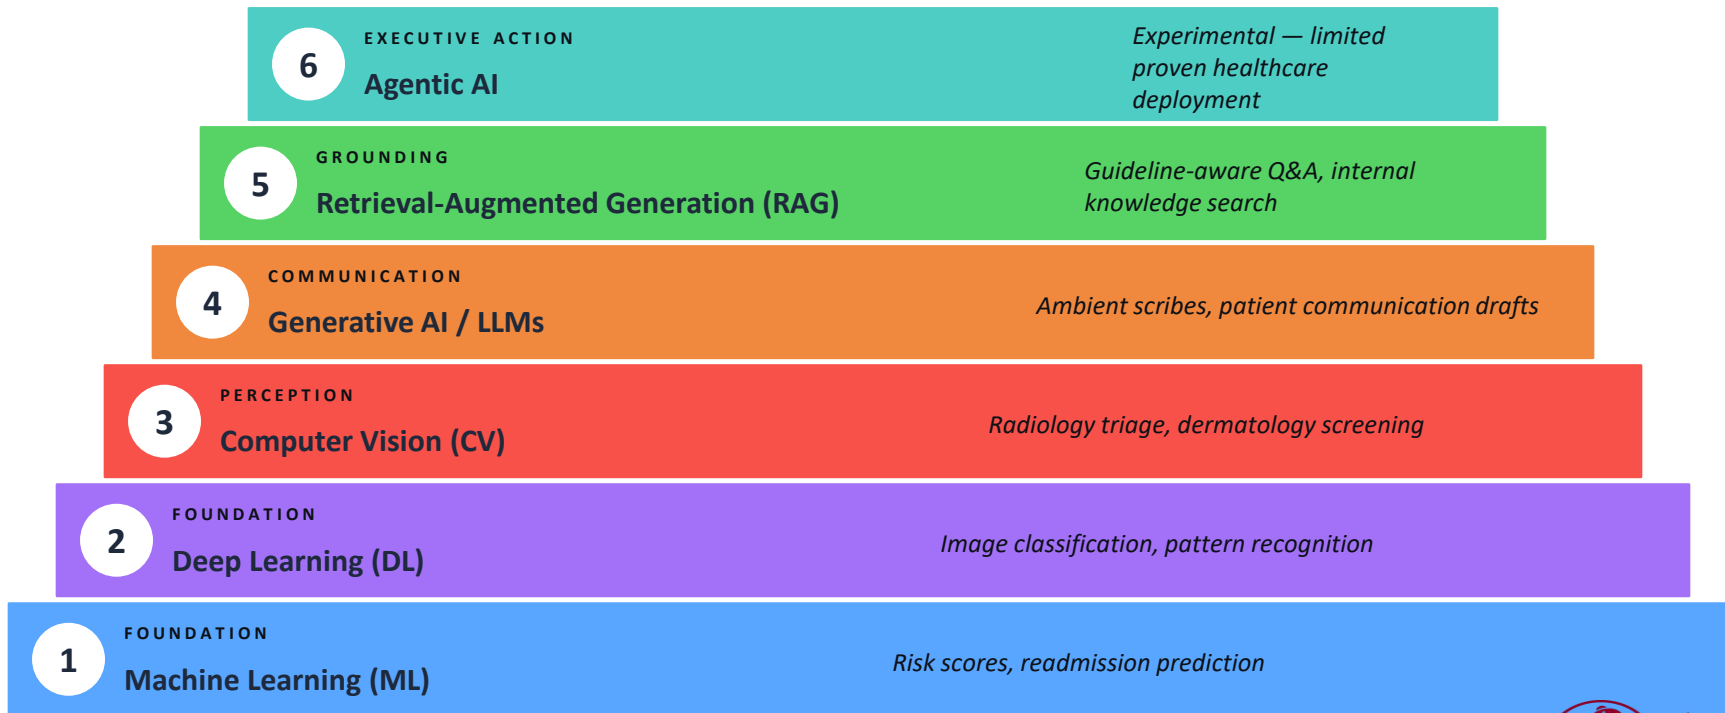 6
EXECUTIVE ACTION
Agentic AI
Experimental — limited
proven healthcare
deployment
5
GROUNDING
Retrieval-Augmented Generation (RAG)
Guideline-aware Q&A, internal
knowledge search
4
COMMUNICATION
Generative AI / LLMs
Ambient scribes, patient communication drafts
3
PERCEPTION
Computer Vision (CV)
Radiology triage, dermatology screening
2
FOUNDATION
Deep Learning (DL)
Image classification, pattern recognition
1
FOUNDATION
Machine Learning (ML)
Risk scores, readmission prediction